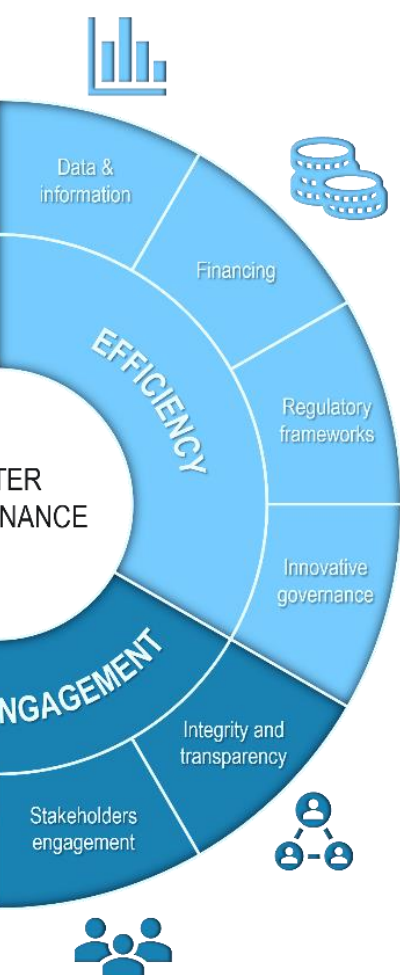 Data &
information
Financing
EFFICIENCY
Regulatory
frameworks
TER
NANCE
Innovative
governance
NGAGEMENT
Integrity and
transparency
Stakeholders
engagement